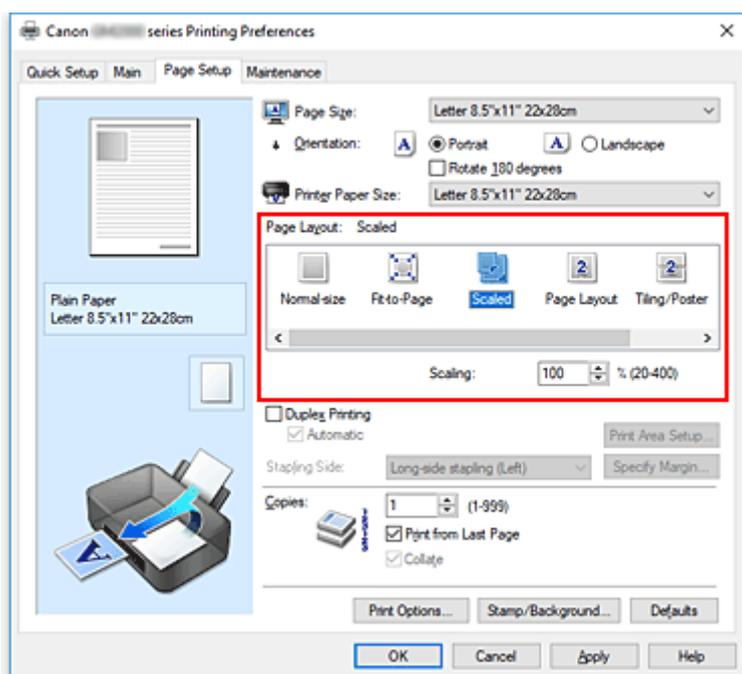 Canon series Printing Preferences
Quick Setup Main Page Setup Maintenance
Page Size: Letter 8.5"x11" 22x28cm
Orientation: A Portrait A Landscape
Rotate 180 degrees
Printer Paper Size: Letter 8.5"x11" 22x28cm
Page Layout: Scaled
2 2
Normal-size Fit-to-Page Scaled Page Layout Tiling/Poster
Plain Paper
Letter 8.5"x11" 22x28cm
Scaling: 100 % (20-400)
Duplex Printing
Automatic
Print Area Setup...
Stapling Side: Long-side stapling (Left) Specify Margin...
Copies: 1 (1-999)
Print from Last Page
Collate
A
Print Options... Stamp/Background... Defaults
OK Cancel Apply Help